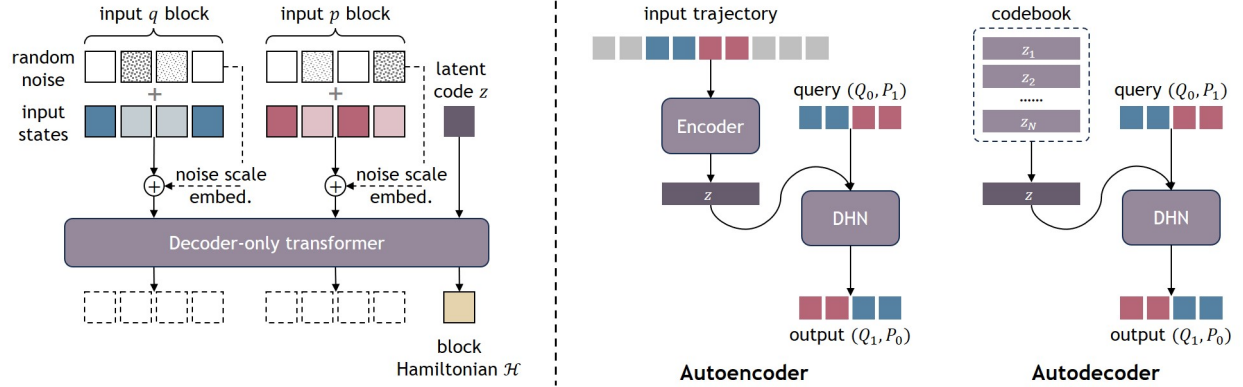 input q block
input p block
random
noise
+
+
latent
code z
input
states
+
noise scale
embed.
+
noise scale
embed.
Decoder-only transformer
block
Hamiltonian ℋ
input trajectory
Encoder
query (Q₀, P₁)
z
DHN
output (Q₁, P₀)
Autoencoder
codebook
z₁
z₂
......
z_N
query (Q₀, P₁)
z
DHN
output (Q₁, P₀)
Autodecoder